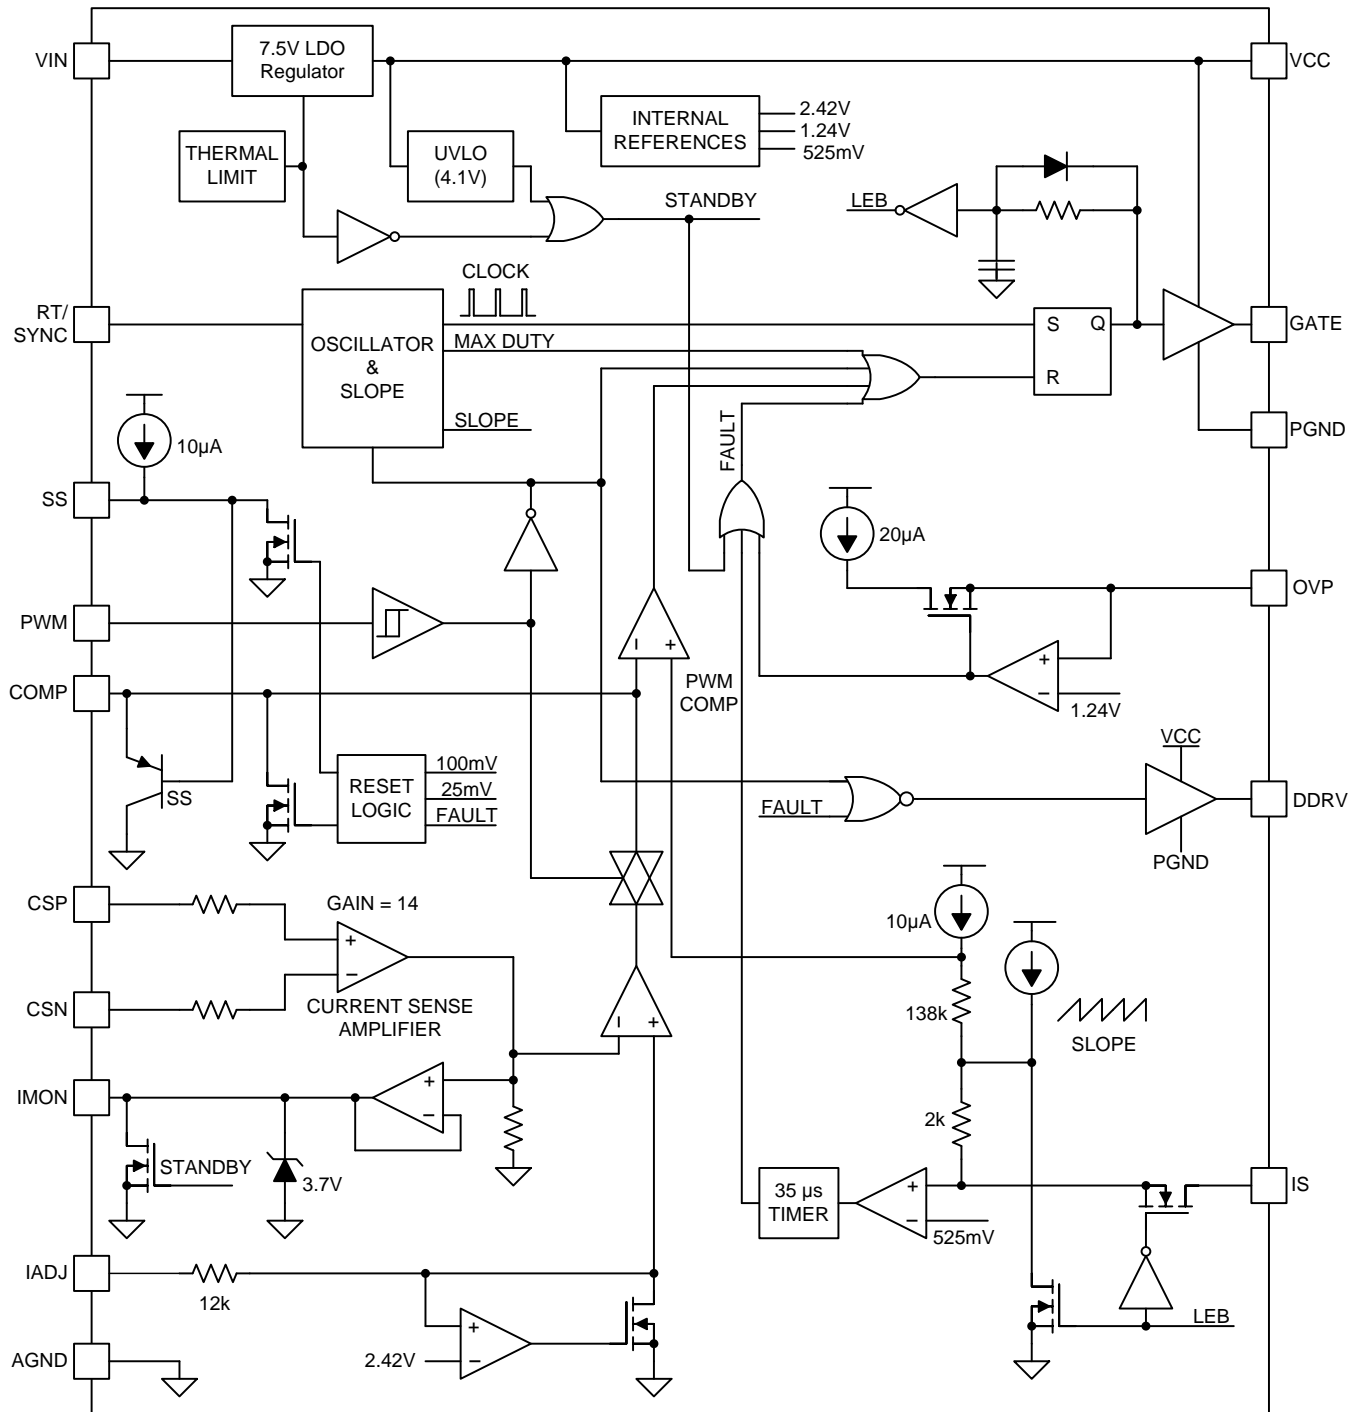 VIN
7.5V LDO
Regulator
VCC
THERMAL
LIMIT
UVLO
(4.1V)
INTERNAL
REFERENCES
2.42V
1.24V
525mV
STANDBY
LEB
CLOCK
RT/
SYNC
OSCILLATOR
&
SLOPE
MAX DUTY
SLOPE
S
Q
R
GATE
PGND
10µA
FAULT
SS
20µA
OVP
PWM
+
−
1.24V
− +
PWM
COMP
COMP
SS
RESET
LOGIC
100mV
25mV
FAULT
FAULT
VCC
DDRV
PGND
CSP
GAIN = 14
+
−
CSN
CURRENT SENSE
AMPLIFIER
− +
10µA
138k
SLOPE
IMON
+
−
STANDBY
3.7V
2k
35 µs
TIMER
+
−
525mV
IS
IADJ
12k
+
−
2.42V
LEB
AGND